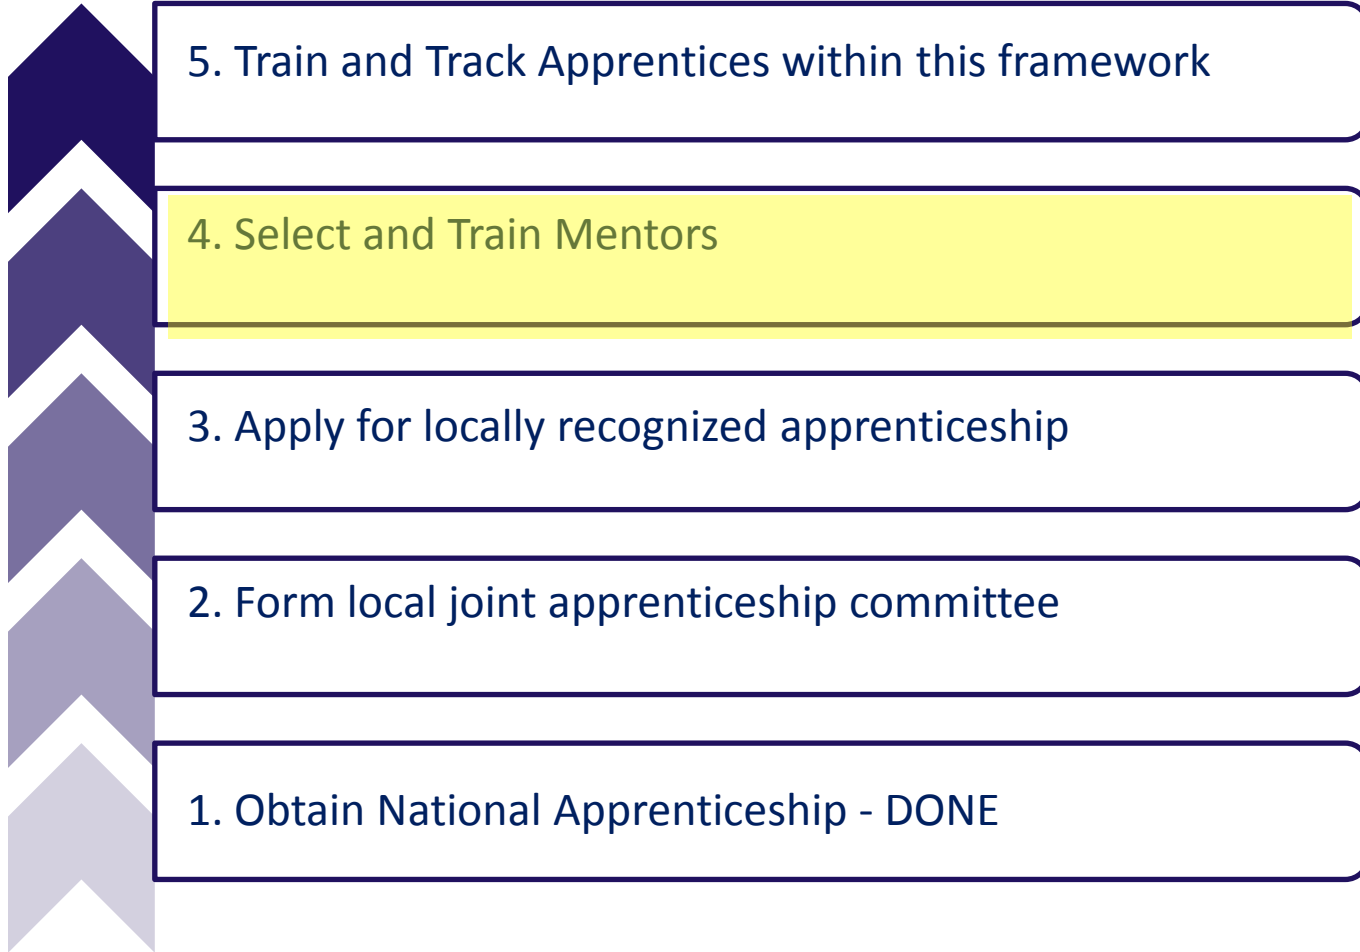 5. Train and Track Apprentices within this framework
4. Select and Train Mentors
3. Apply for locally recognized apprenticeship
2. Form local joint apprenticeship committee
1. Obtain National Apprenticeship - DONE